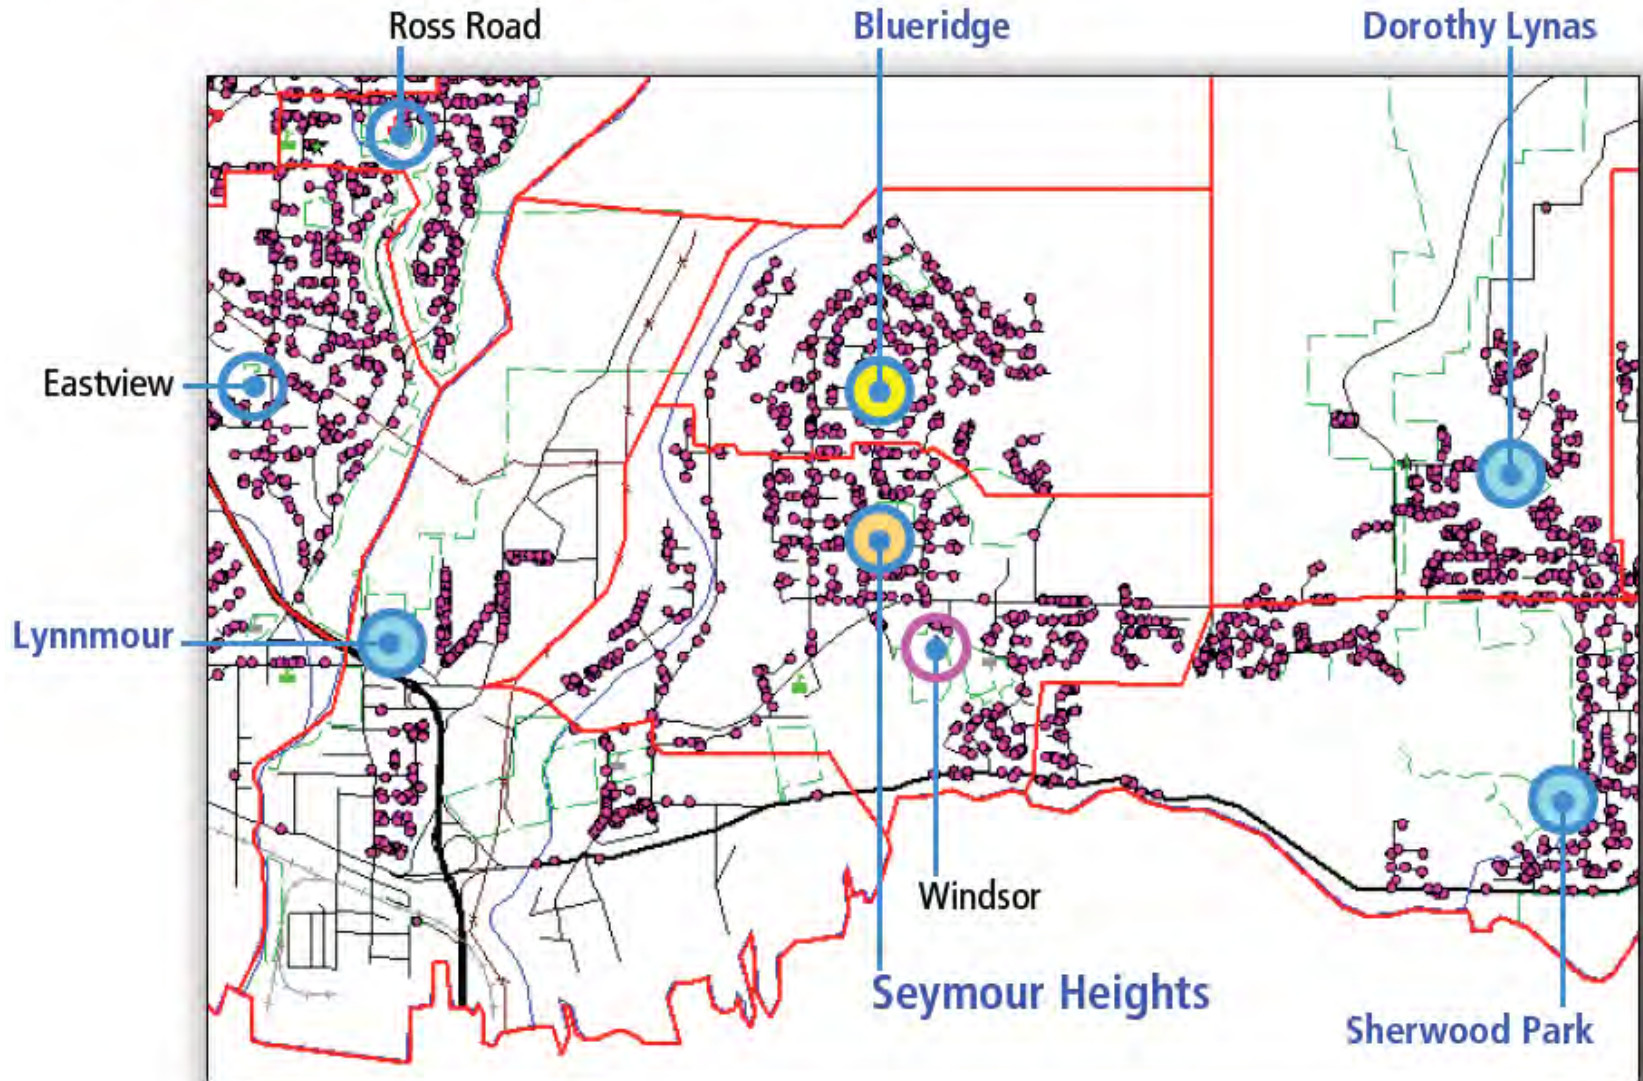 Ross Road
Blueridge
Dorothy Lynas
Eastview
Lynnmour
Windsor
Seymour Heights
Sherwood Park